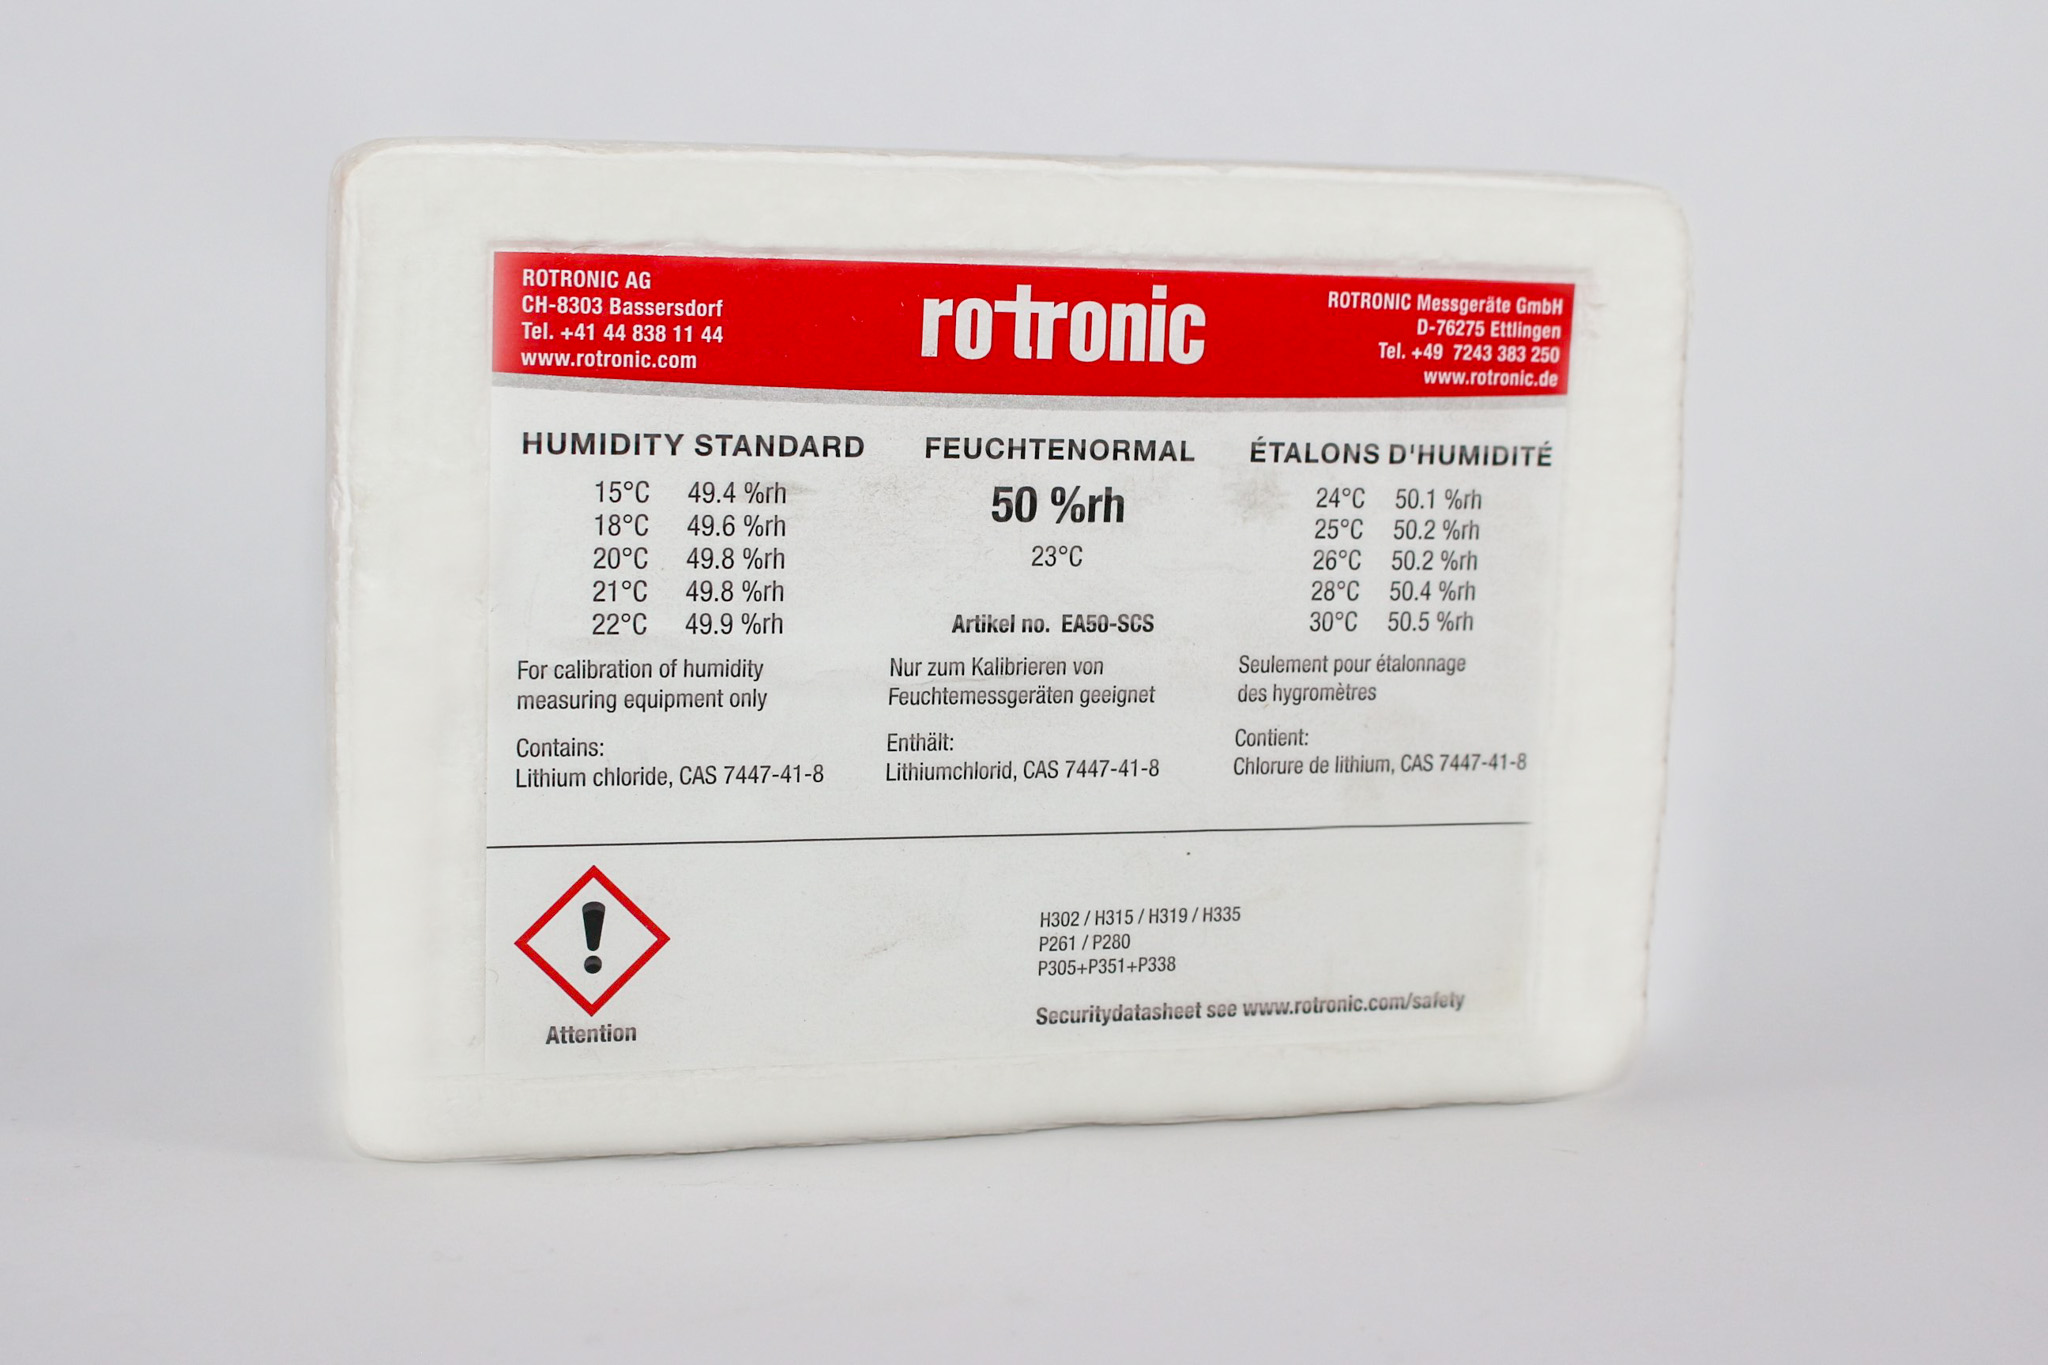 ROTRONIC AG
CH-8303 Bassersdorf
Tel. +41 44 838 11 44
www.rotronic.com
rotronic
ROTRONIC Messgeräte GmbH
D-76275 Ettlingen
Tel. +49 7243 383 250
www.rotronic.de
HUMIDITY STANDARD
15°C 49.4 %rh
18°C 49.6 %rh
20°C 49.8 %rh
21°C 49.8 %rh
22°C 49.9 %rh
For calibration of humidity
measuring equipment only
Contains:
Lithium chloride, CAS 7447-41-8
FEUCHTENORMAL
50 %rh
23°C
Artikel no. EA50-SCS
Nur zum Kalibrieren von
Feuchtemessgeräten geeignet
Enthält:
Lithiumchlorid, CAS 7447-41-8
ÉTALONS D'HUMIDITÉ
24°C 50.1 %rh
25°C 50.2 %rh
26°C 50.2 %rh
28°C 50.4 %rh
30°C 50.5 %rh
Seulement pour étalonnage
des hygromètres
Contient:
Chlorure de lithium, CAS 7447-41-8
Attention
H302 / H315 / H319 / H335
P261 / P280
P305+P351+P338
Securitydatasheet see www.rotronic.com/safety